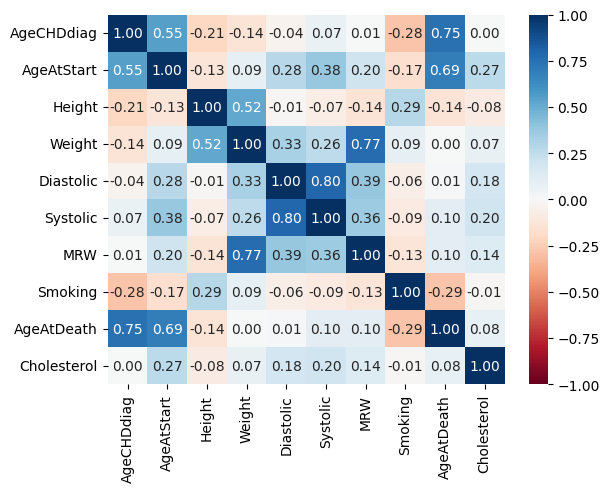 AgeCHDdiag 1.00 0.55 -0.21 -0.14 -0.04 0.07 0.01 -0.28 0.75 0.00
AgeAtStart 0.55 1.00 -0.13 0.09 0.28 0.38 0.20 -0.17 0.69 0.27
Height -0.21 -0.13 1.00 0.52 -0.01 -0.07 -0.14 0.29 -0.14 -0.08
Weight -0.14 0.09 0.52 1.00 0.33 0.26 0.77 0.09 0.00 0.07
Diastolic -0.04 0.28 -0.01 0.33 1.00 0.80 0.39 -0.06 0.01 0.18
Systolic 0.07 0.38 -0.07 0.26 0.80 1.00 0.36 -0.09 0.10 0.20
MRW 0.01 0.20 -0.14 0.77 0.39 0.36 1.00 -0.13 0.10 0.14
Smoking -0.28 -0.17 0.29 0.09 -0.06 -0.09 -0.13 1.00 -0.29 -0.01
AgeAtDeath 0.75 0.69 -0.14 0.00 0.01 0.10 0.10 -0.29 1.00 0.08
Cholesterol 0.00 0.27 -0.08 0.07 0.18 0.20 0.14 -0.01 0.08 1.00
AgeCHDdiag
AgeAtStart
Height
Weight
Diastolic
Systolic
MRW
Smoking
AgeAtDeath
Cholesterol
1.00
0.75
0.50
0.25
0.00
−0.25
−0.50
−0.75
−1.00